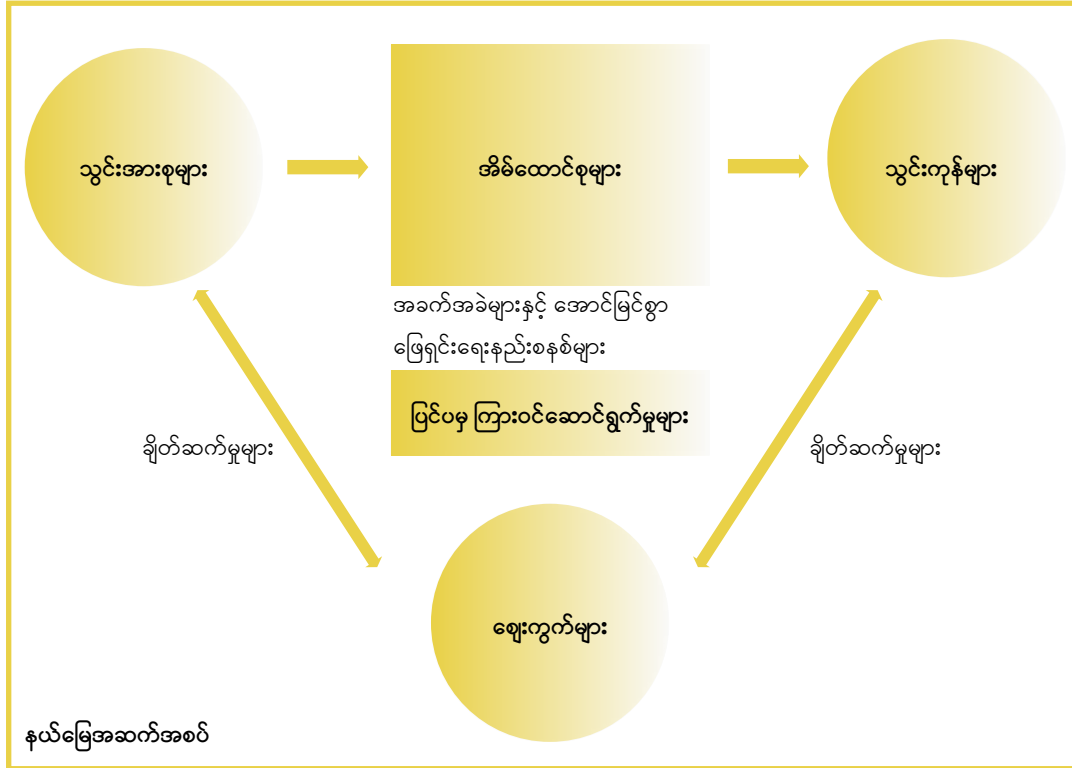 သွင်းအားစုများ
အိမ်ထောင်စုများ
သွင်းကုန်များ
အခက်အခဲများနှင့် အောင်မြင်စွာ
ဖြေရှင်းရေးနည်းစနစ်များ
ပြင်ပမှ ကြားဝင်ဆောင်ရွက်မှုများ
ချိတ်ဆက်မှုများ
ချိတ်ဆက်မှုများ
ဈေးကွက်များ
နယ်မြေအဆက်အစပ်